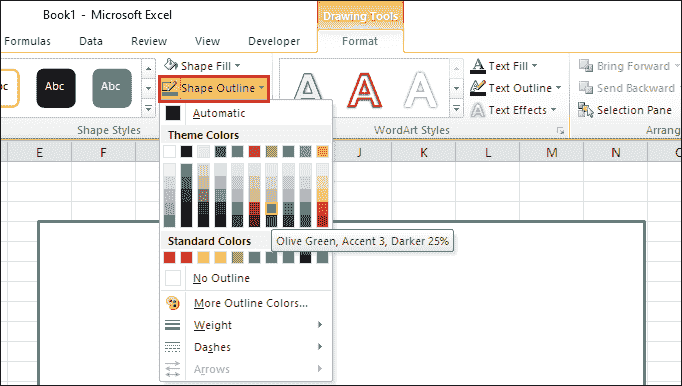 Book1 - Microsoft Excel
Drawing Tools
Formulas Data Review View Developer Format
Abc Abc Shape Fill A A A Text Fill Bring Forward
Shape Outline Text Outline Send Backward
Text Effects Selection Pane
Shape Styles WordArt Styles Arrang
Automatic
Theme Colors
E F J K L M N
Olive Green, Accent 3, Darker 25%
Standard Colors
No Outline
More Outline Colors...
Weight
Dashes
Arrows